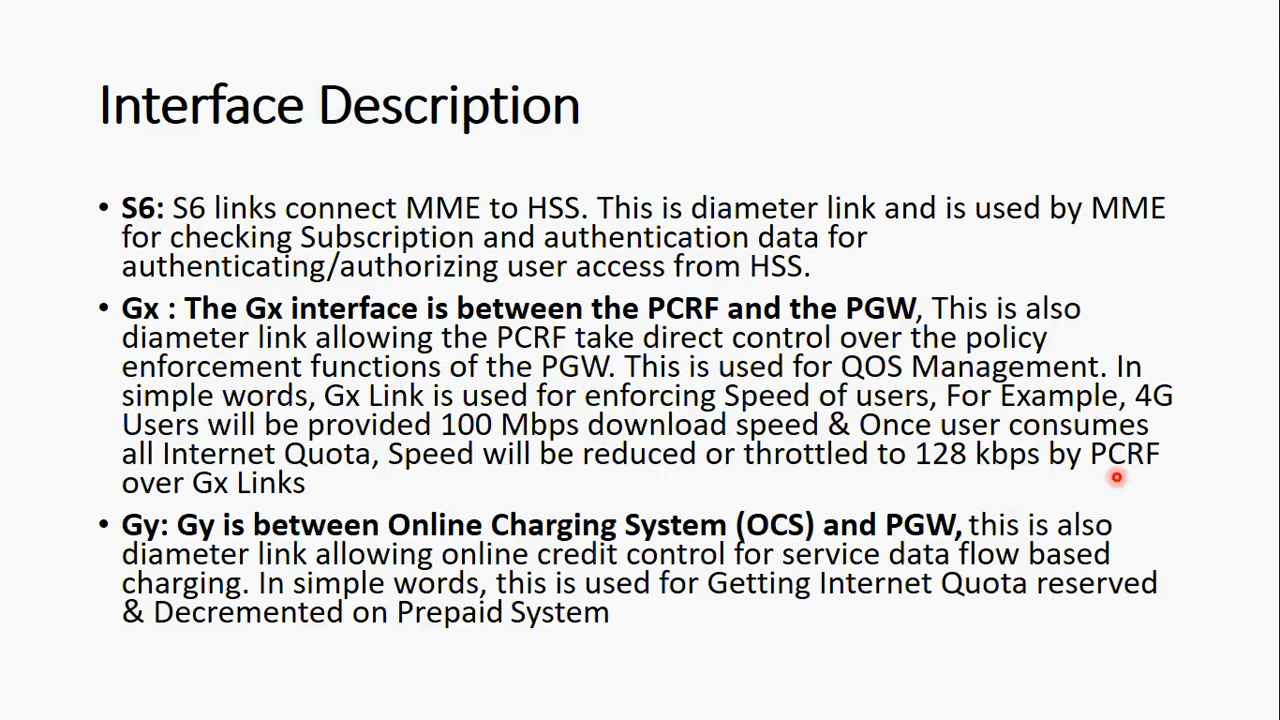 Interface Description
• S6: S6 links connect MME to HSS. This is diameter link and is used by MME
for checking Subscription and authentication data for
authenticating/authorizing user access from HSS.
• Gx : The Gx interface is between the PCRF and the PGW, This is also
diameter link allowing the PCRF take direct control over the policy
enforcement functions of the PGW. This is used for QOS Management. In
simple words, Gx Link is used for enforcing Speed of users, For Example, 4G
Users will be provided 100 Mbps download speed & Once user consumes
all Internet Quota, Speed will be reduced or throttled to 128 kbps by PCRF
over Gx Links
• Gy: Gy is between Online Charging System (OCS) and PGW, this is also
diameter link allowing online credit control for service data flow based
charging. In simple words, this is used for Getting Internet Quota reserved
& Decremented on Prepaid System